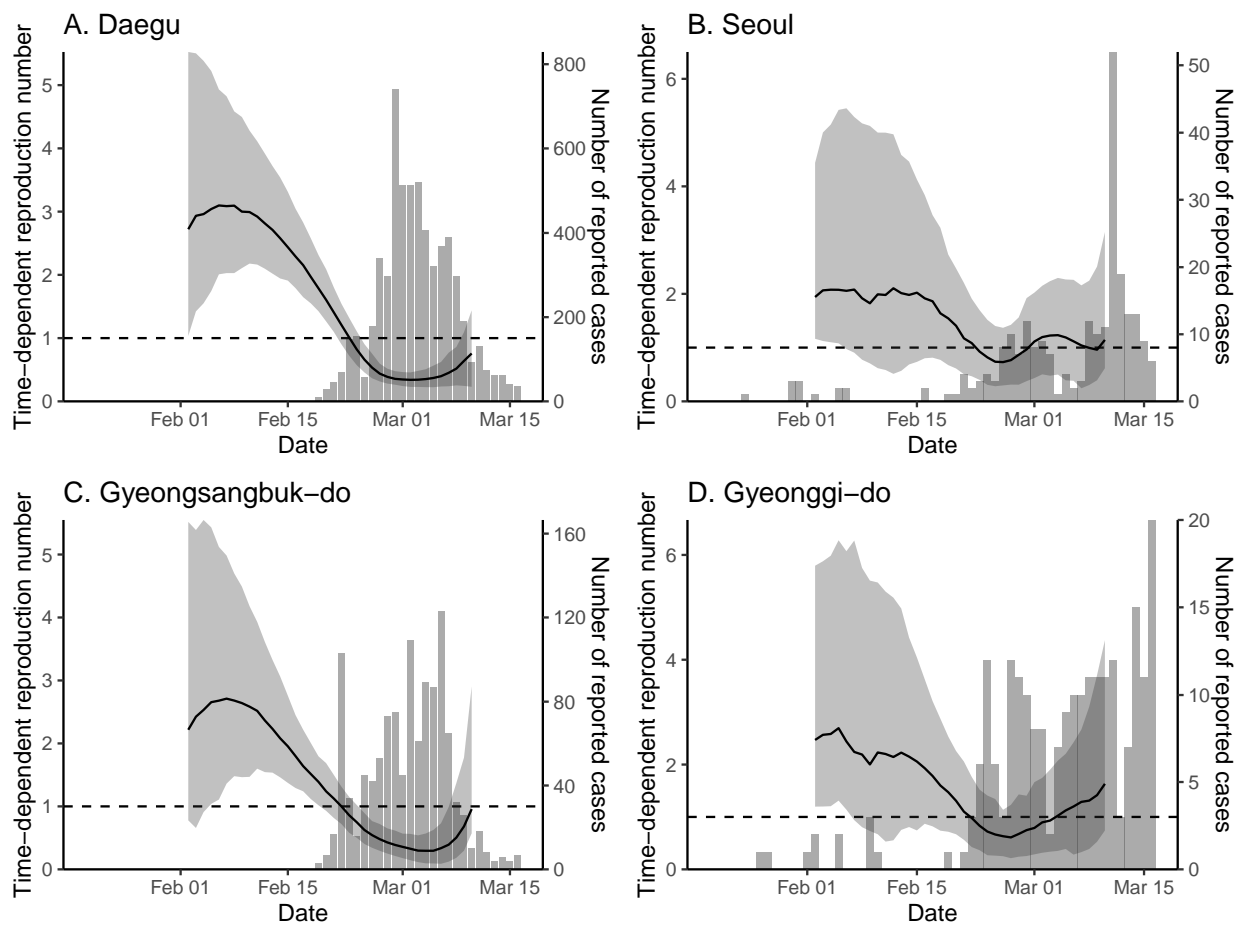 A. Daegu
Time−dependent reproduction number
5
4
3
2
1
0
800
600
400
200
0
Number of reported cases
Feb 01 Feb 15 Mar 01 Mar 15
Date
B. Seoul
Time−dependent reproduction number
6
4
2
0
50
40
30
20
10
0
Number of reported cases
Feb 01 Feb 15 Mar 01 Mar 15
Date
C. Gyeongsangbuk−do
Time−dependent reproduction number
5
4
3
2
1
0
160
120
80
40
0
Number of reported cases
Feb 01 Feb 15 Mar 01 Mar 15
Date
D. Gyeonggi−do
Time−dependent reproduction number
6
4
2
0
20
15
10
5
0
Number of reported cases
Feb 01 Feb 15 Mar 01 Mar 15
Date